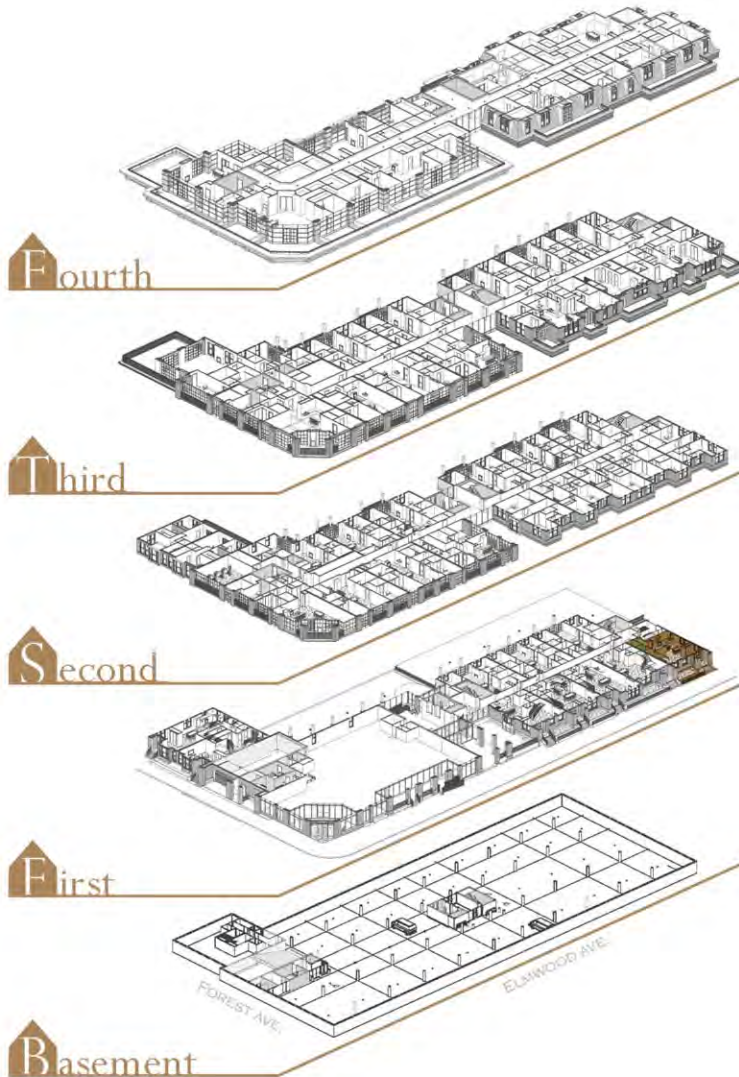 Fourth
Third
Second
First
FOREST AVE.
ELMWOOD AVE.
Basement